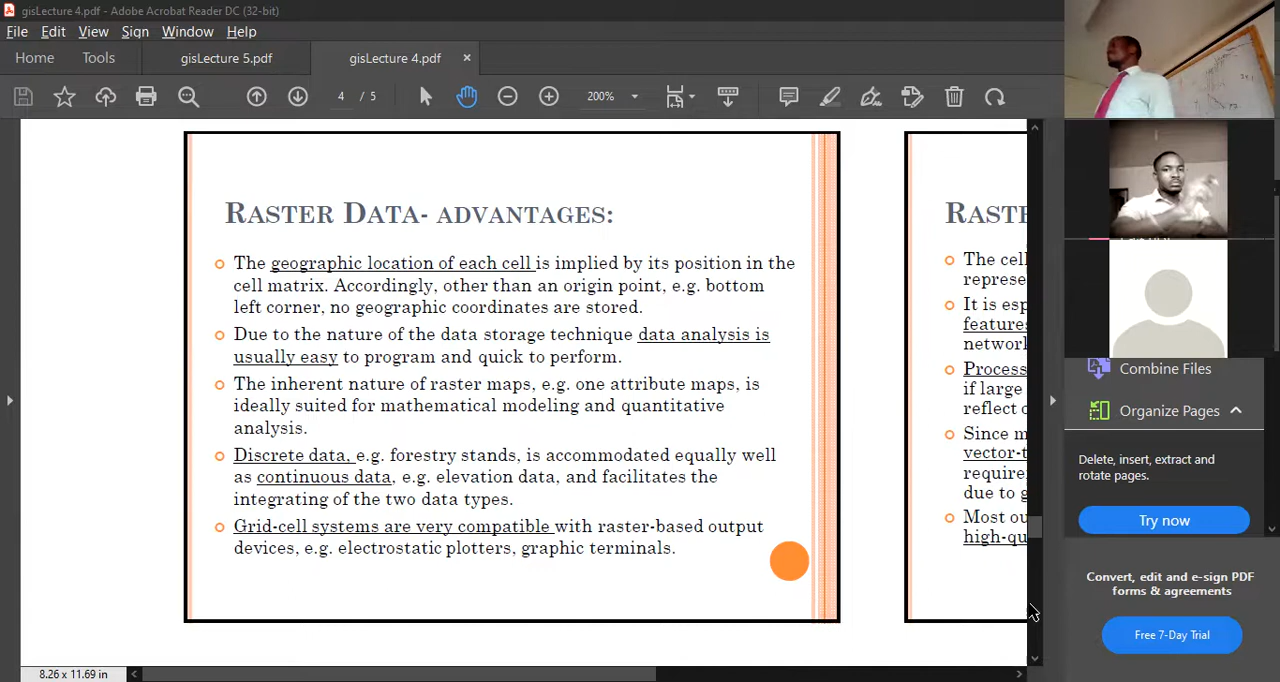 gisLecture 4.pdf - Adobe Acrobat Reader DC (32-bit)
File Edit View Sign Window Help
Home Tools gisLecture 5.pdf gisLecture 4.pdf ×
4 / 5 200%
RASTER DATA- ADVANTAGES:
The geographic location of each cell is implied by its position in the
cell matrix. Accordingly, other than an origin point, e.g. bottom
left corner, no geographic coordinates are stored.
Due to the nature of the data storage technique data analysis is
usually easy to program and quick to perform.
The inherent nature of raster maps, e.g. one attribute maps, is
ideally suited for mathematical modeling and quantitative
analysis.
Discrete data, e.g. forestry stands, is accommodated equally well
as continuous data, e.g. elevation data, and facilitates the
integrating of the two data types.
Grid-cell systems are very compatible with raster-based output
devices, e.g. electrostatic plotters, graphic terminals.
RASTE
The cell
represe
It is esp
features
network
Process
if large
reflect o
Since m
vector-t
requirem
due to g
Most ou
high-qu
Combine Files
Organize Pages
Delete, insert, extract and
rotate pages.
Try now
Convert, edit and e-sign PDF
forms & agreements
Free 7-Day Trial
8.26 x 11.69 in